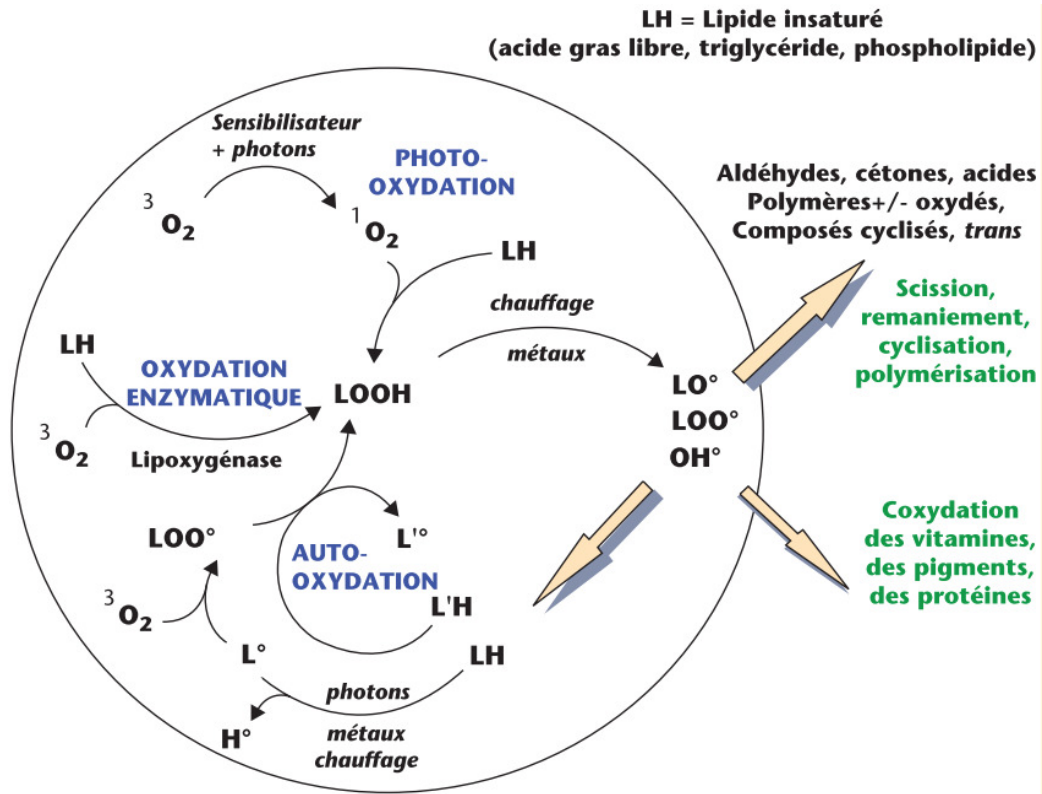 LH = Lipide insaturé
(acide gras libre, triglycéride, phospholipide)
Sensibilisateur
+ photons
PHOTO-
OXYDATION
³O₂
¹O₂
LH
Aldéhydes, cétones, acides
Polymères+/- oxydés,
Composés cyclisés, trans
chauffage
métaux
Scission,
remaniement,
cyclisation,
polymérisation
LH
OXYDATION
ENZYMATIQUE
LOOH
LO°
LOO°
OH°
³O₂
Lipoxygénase
LOO°
L'°
AUTO-
OXYDATION
Coxydation
des vitamines,
des pigments,
des protéines
³O₂
L'H
L°
LH
photons
H°
métaux
chauffage